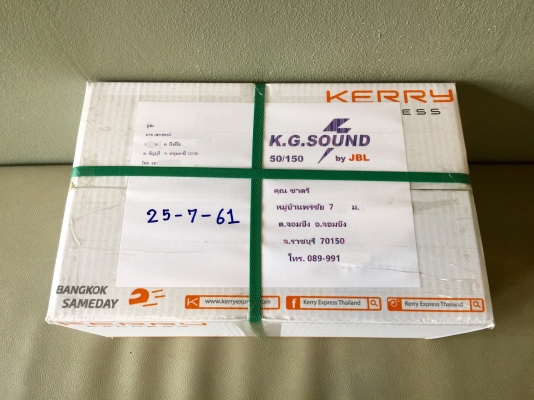 KERRY
ESS
K.G.SOUND
50/150 by JBL
คุณ ชาตรี
หมู่บ้านพรชัย 7 ม.
ต.จอมบึง อ.จอมบึง
จ.ราชบุรี 70150
โทร. 089-991
25-7-61
BANGKOK
SAMEDAY
www.kerryexpress.com
Kerry Express Thailand
Kerry Express Thailand
KERRY